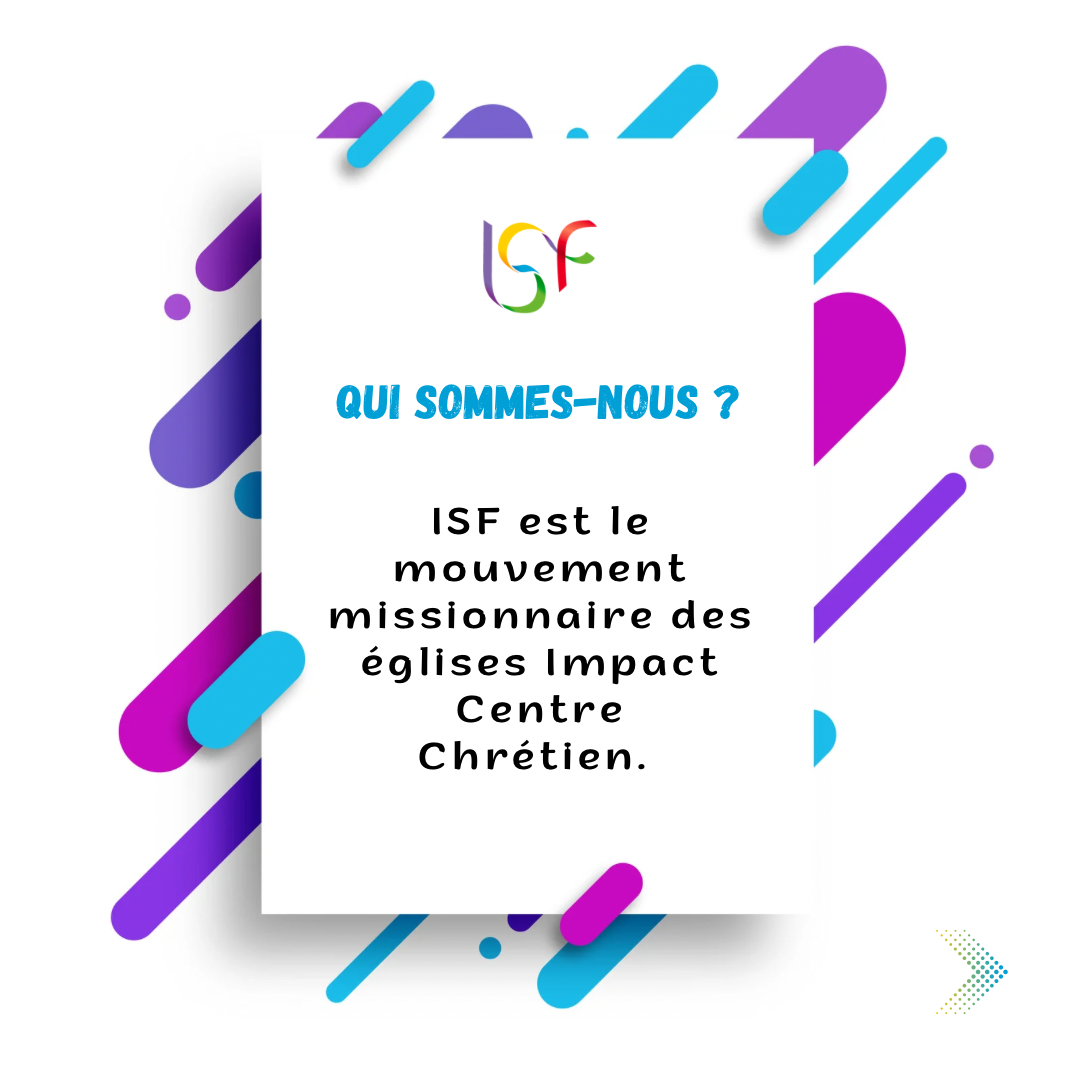 ISF
QUI SOMMES-NOUS ?
ISF est le
mouvement
missionnaire des
églises Impact
Centre
Chrétien.